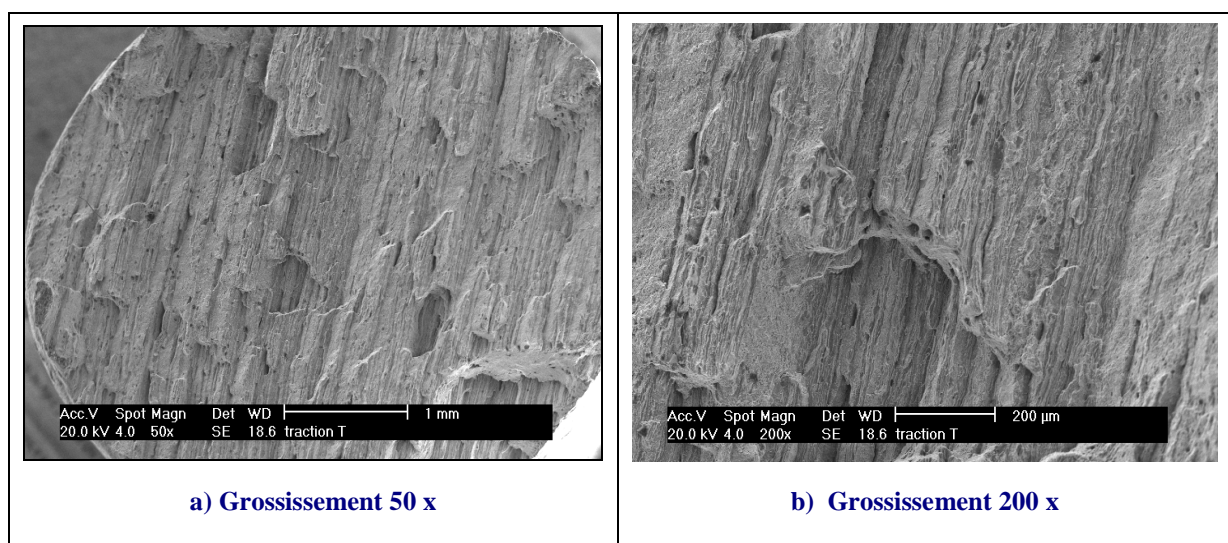 Acc.V Spot Magn Det WD 1 mm
20.0 kV 4.0 50x SE 18.6 traction T
Acc.V Spot Magn Det WD 200 µm
20.0 kV 4.0 200x SE 18.6 traction T
a) Grossissement 50 x
b) Grossissement 200 x